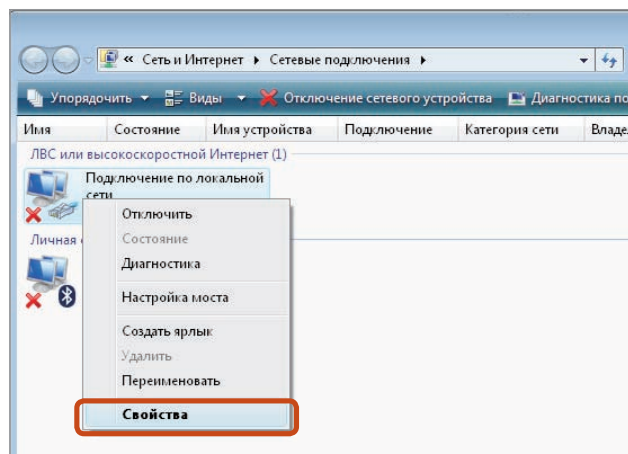 « Сеть и Интернет ▸ Сетевые подключения ▸
Упорядочить Виды Отключение сетевого устройства Диагностика по
Имя Состояние Имя устройства Подключение Категория сети Владел
ЛВС или высокоскоростной Интернет (1)
Подключение по локальной
сети
Отключить
Личная
Состояние
Диагностика
Настройка моста
Создать ярлык
Удалить
Переименовать
Свойства